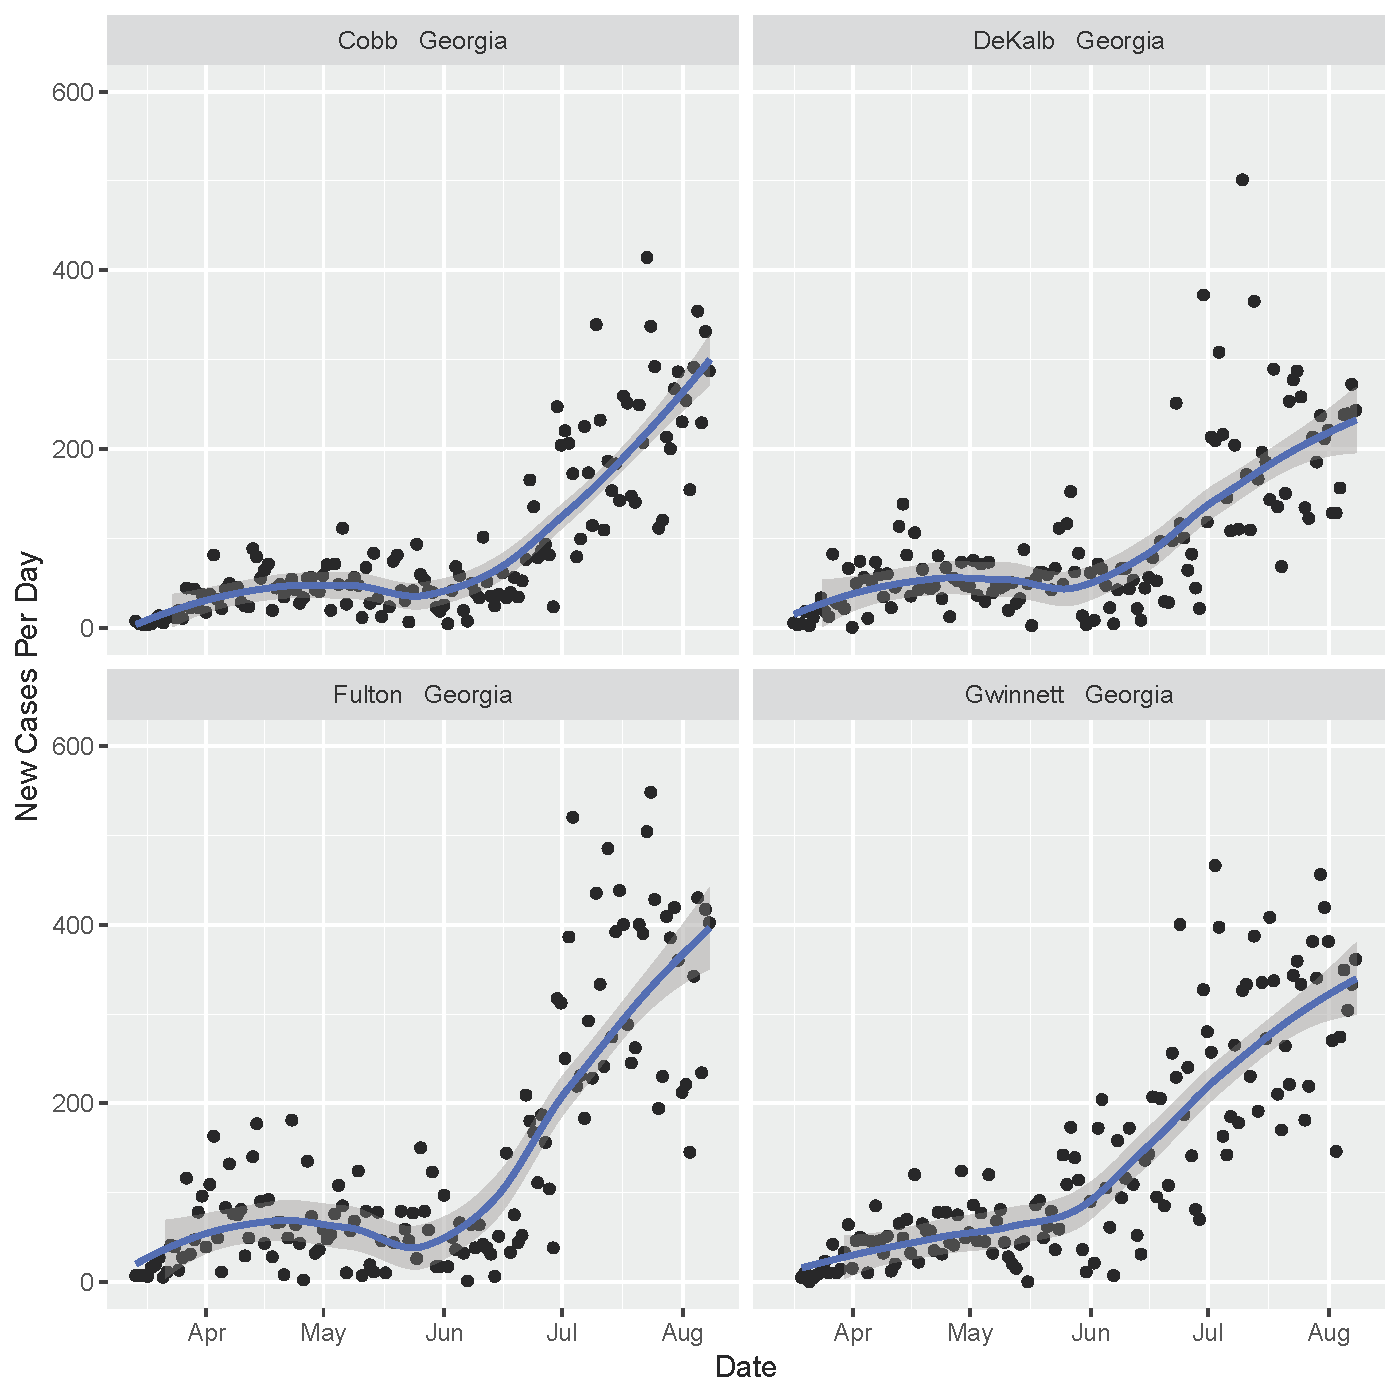 Cobb Georgia
DeKalb Georgia
600
400
200
0
Fulton Georgia
Gwinnett Georgia
600
400
200
0
New Cases Per Day
Apr May Jun Jul Aug
Apr May Jun Jul Aug
Date